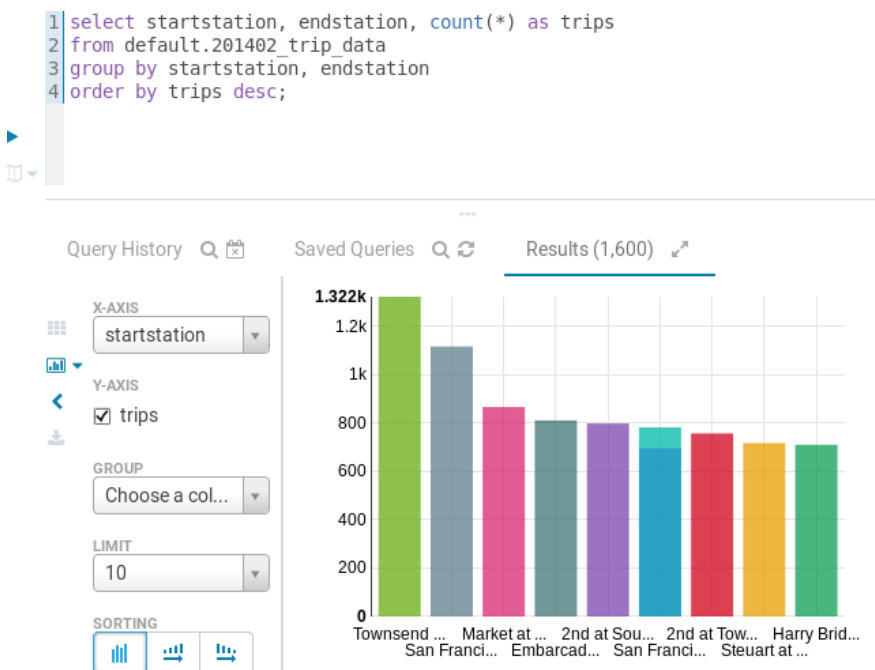 1 select startstation, endstation, count(*) as trips
2 from default.201402_trip_data
3 group by startstation, endstation
4 order by trips desc;
Query History
Saved Queries
Results (1,600)
X-AXIS
startstation
Y-AXIS
trips
GROUP
Choose a col...
LIMIT
10
SORTING
1.322k
1.2k
1k
800
600
400
200
0
Townsend ... Market at ... 2nd at Sou... 2nd at Tow... Harry Brid...
San Franci... Embarcad... San Franci... Steuart at ...